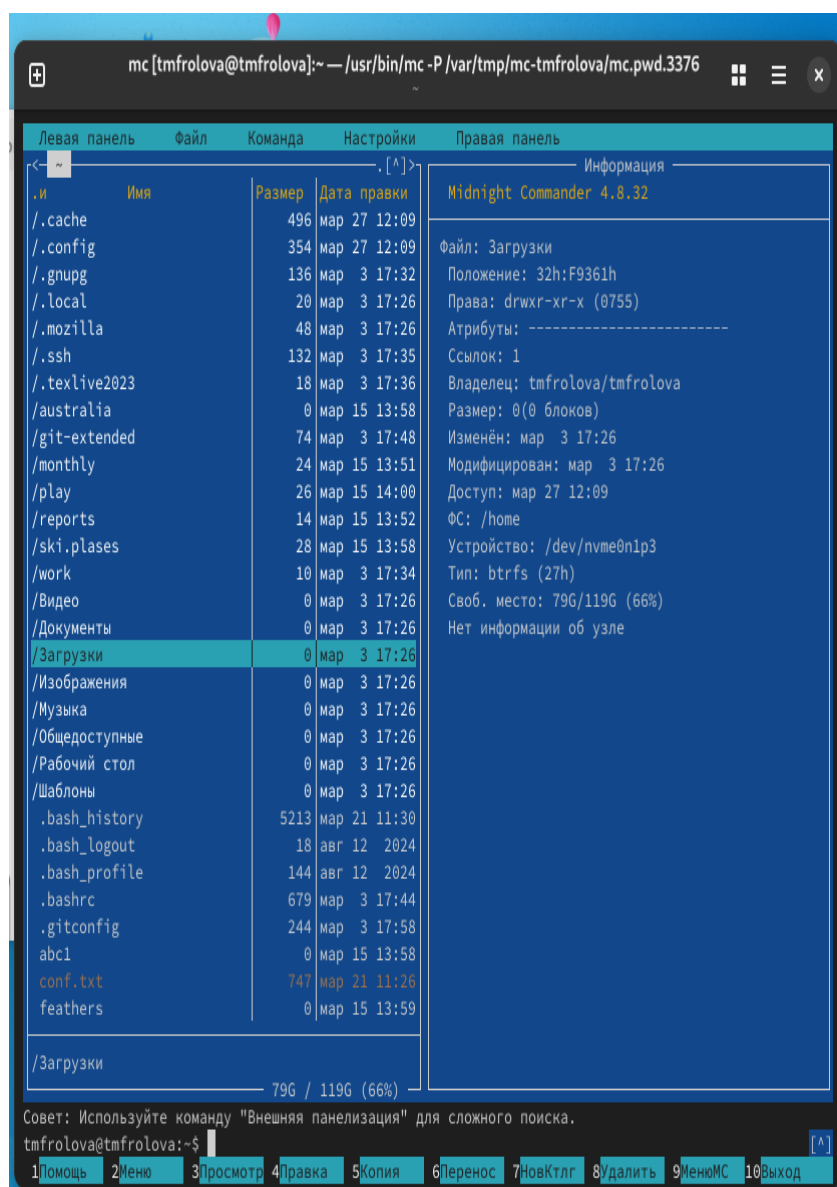 mc [tmfrolova@tmfrolova]:~ — /usr/bin/mc -P /var/tmp/mc-tmfrolova/mc.pwd.3376
~
Левая панель Файл Команда Настройки Правая панель
<─ ~ .[^]>
.и Имя Размер Дата правки
/.cache 496 мар 27 12:09
/.config 354 мар 27 12:09
/.gnupg 136 мар 3 17:32
/.local 20 мар 3 17:26
/.mozilla 48 мар 3 17:26
/.ssh 132 мар 3 17:35
/.texlive2023 18 мар 3 17:36
/australia 0 мар 15 13:58
/git-extended 74 мар 3 17:48
/monthly 24 мар 15 13:51
/play 26 мар 15 14:00
/reports 14 мар 15 13:52
/ski.plases 28 мар 15 13:58
/work 10 мар 3 17:34
/Видео 0 мар 3 17:26
/Документы 0 мар 3 17:26
/Загрузки 0 мар 3 17:26
/Изображения 0 мар 3 17:26
/Музыка 0 мар 3 17:26
/Общедоступные 0 мар 3 17:26
/Рабочий стол 0 мар 3 17:26
/Шаблоны 0 мар 3 17:26
.bash_history 5213 мар 21 11:30
.bash_logout 18 авг 12 2024
.bash_profile 144 авг 12 2024
.bashrc 679 мар 3 17:44
.gitconfig 244 мар 3 17:58
abc1 0 мар 15 13:58
conf.txt 747 мар 21 11:26
feathers 0 мар 15 13:59
/Загрузки
79G / 119G (66%)
Информация
Midnight Commander 4.8.32
Файл: Загрузки
Положение: 32h:F9361h
Права: drwxr-xr-x (0755)
Атрибуты: -------------------------
Ссылок: 1
Владелец: tmfrolova/tmfrolova
Размер: 0(0 блоков)
Изменён: мар 3 17:26
Модифицирован: мар 3 17:26
Доступ: мар 27 12:09
ФС: /home
Устройство: /dev/nvme0n1p3
Тип: btrfs (27h)
Своб. место: 79G/119G (66%)
Нет информации об узле
Совет: Используйте команду "Внешняя панелизация" для сложного поиска.
tmfrolova@tmfrolova:~$ [^]
1Помощь 2Меню 3Просмотр 4Правка 5Копия 6Перенос 7НовКтлг 8Удалить 9МенюMC 10Выход